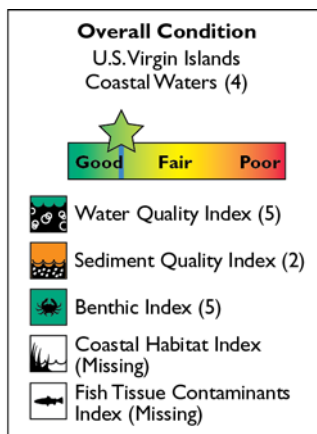 Overall Condition
U.S. Virgin Islands
Coastal Waters (4)
Good Fair Poor
Water Quality Index (5)
Sediment Quality Index (2)
Benthic Index (5)
Coastal Habitat Index
(Missing)
Fish Tissue Contaminants
Index (Missing)